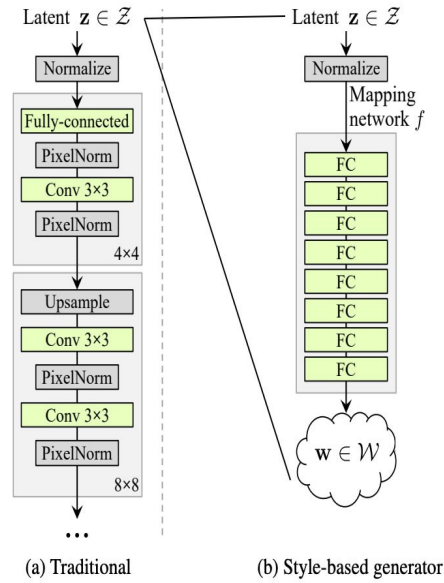 Latent z ∈ 𝒵
Normalize
Fully-connected
PixelNorm
Conv 3×3
PixelNorm
4×4
Upsample
Conv 3×3
PixelNorm
Conv 3×3
PixelNorm
8×8
...
(a) Traditional
Latent z ∈ 𝒵
Normalize
Mapping
network f
FC
FC
FC
FC
FC
FC
FC
FC
w ∈ 𝒲
(b) Style-based generator